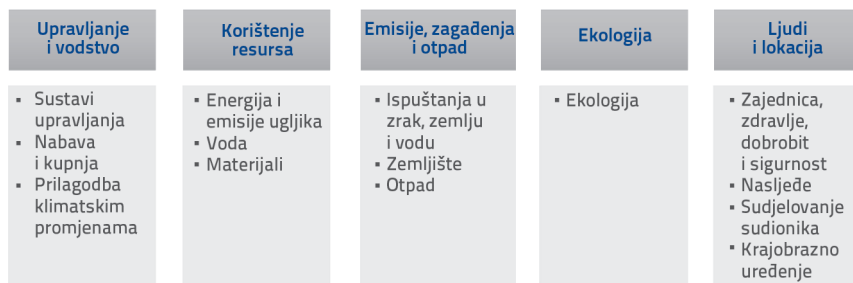 Upravljanje
i vodstvo
▪ Sustavi
upravljanja
▪ Nabava
i kupnja
▪ Prilagodba
klimatskim
promjenama
Korištenje
resursa
▪ Energija i
emisije ugljika
▪ Voda
▪ Materijali
Emisije, zagađenja
i otpad
▪ Ispuštanja u
zrak, zemlju
i vodu
▪ Zemljište
▪ Otpad
Ekologija
▪ Ekologija
Ljudi
i lokacija
▪ Zajednica,
zdravlje,
dobrobit
i sigurnost
▪ Nasljeđe
▪ Sudjelovanje
sudionika
▪ Krajobrazno
uređenje